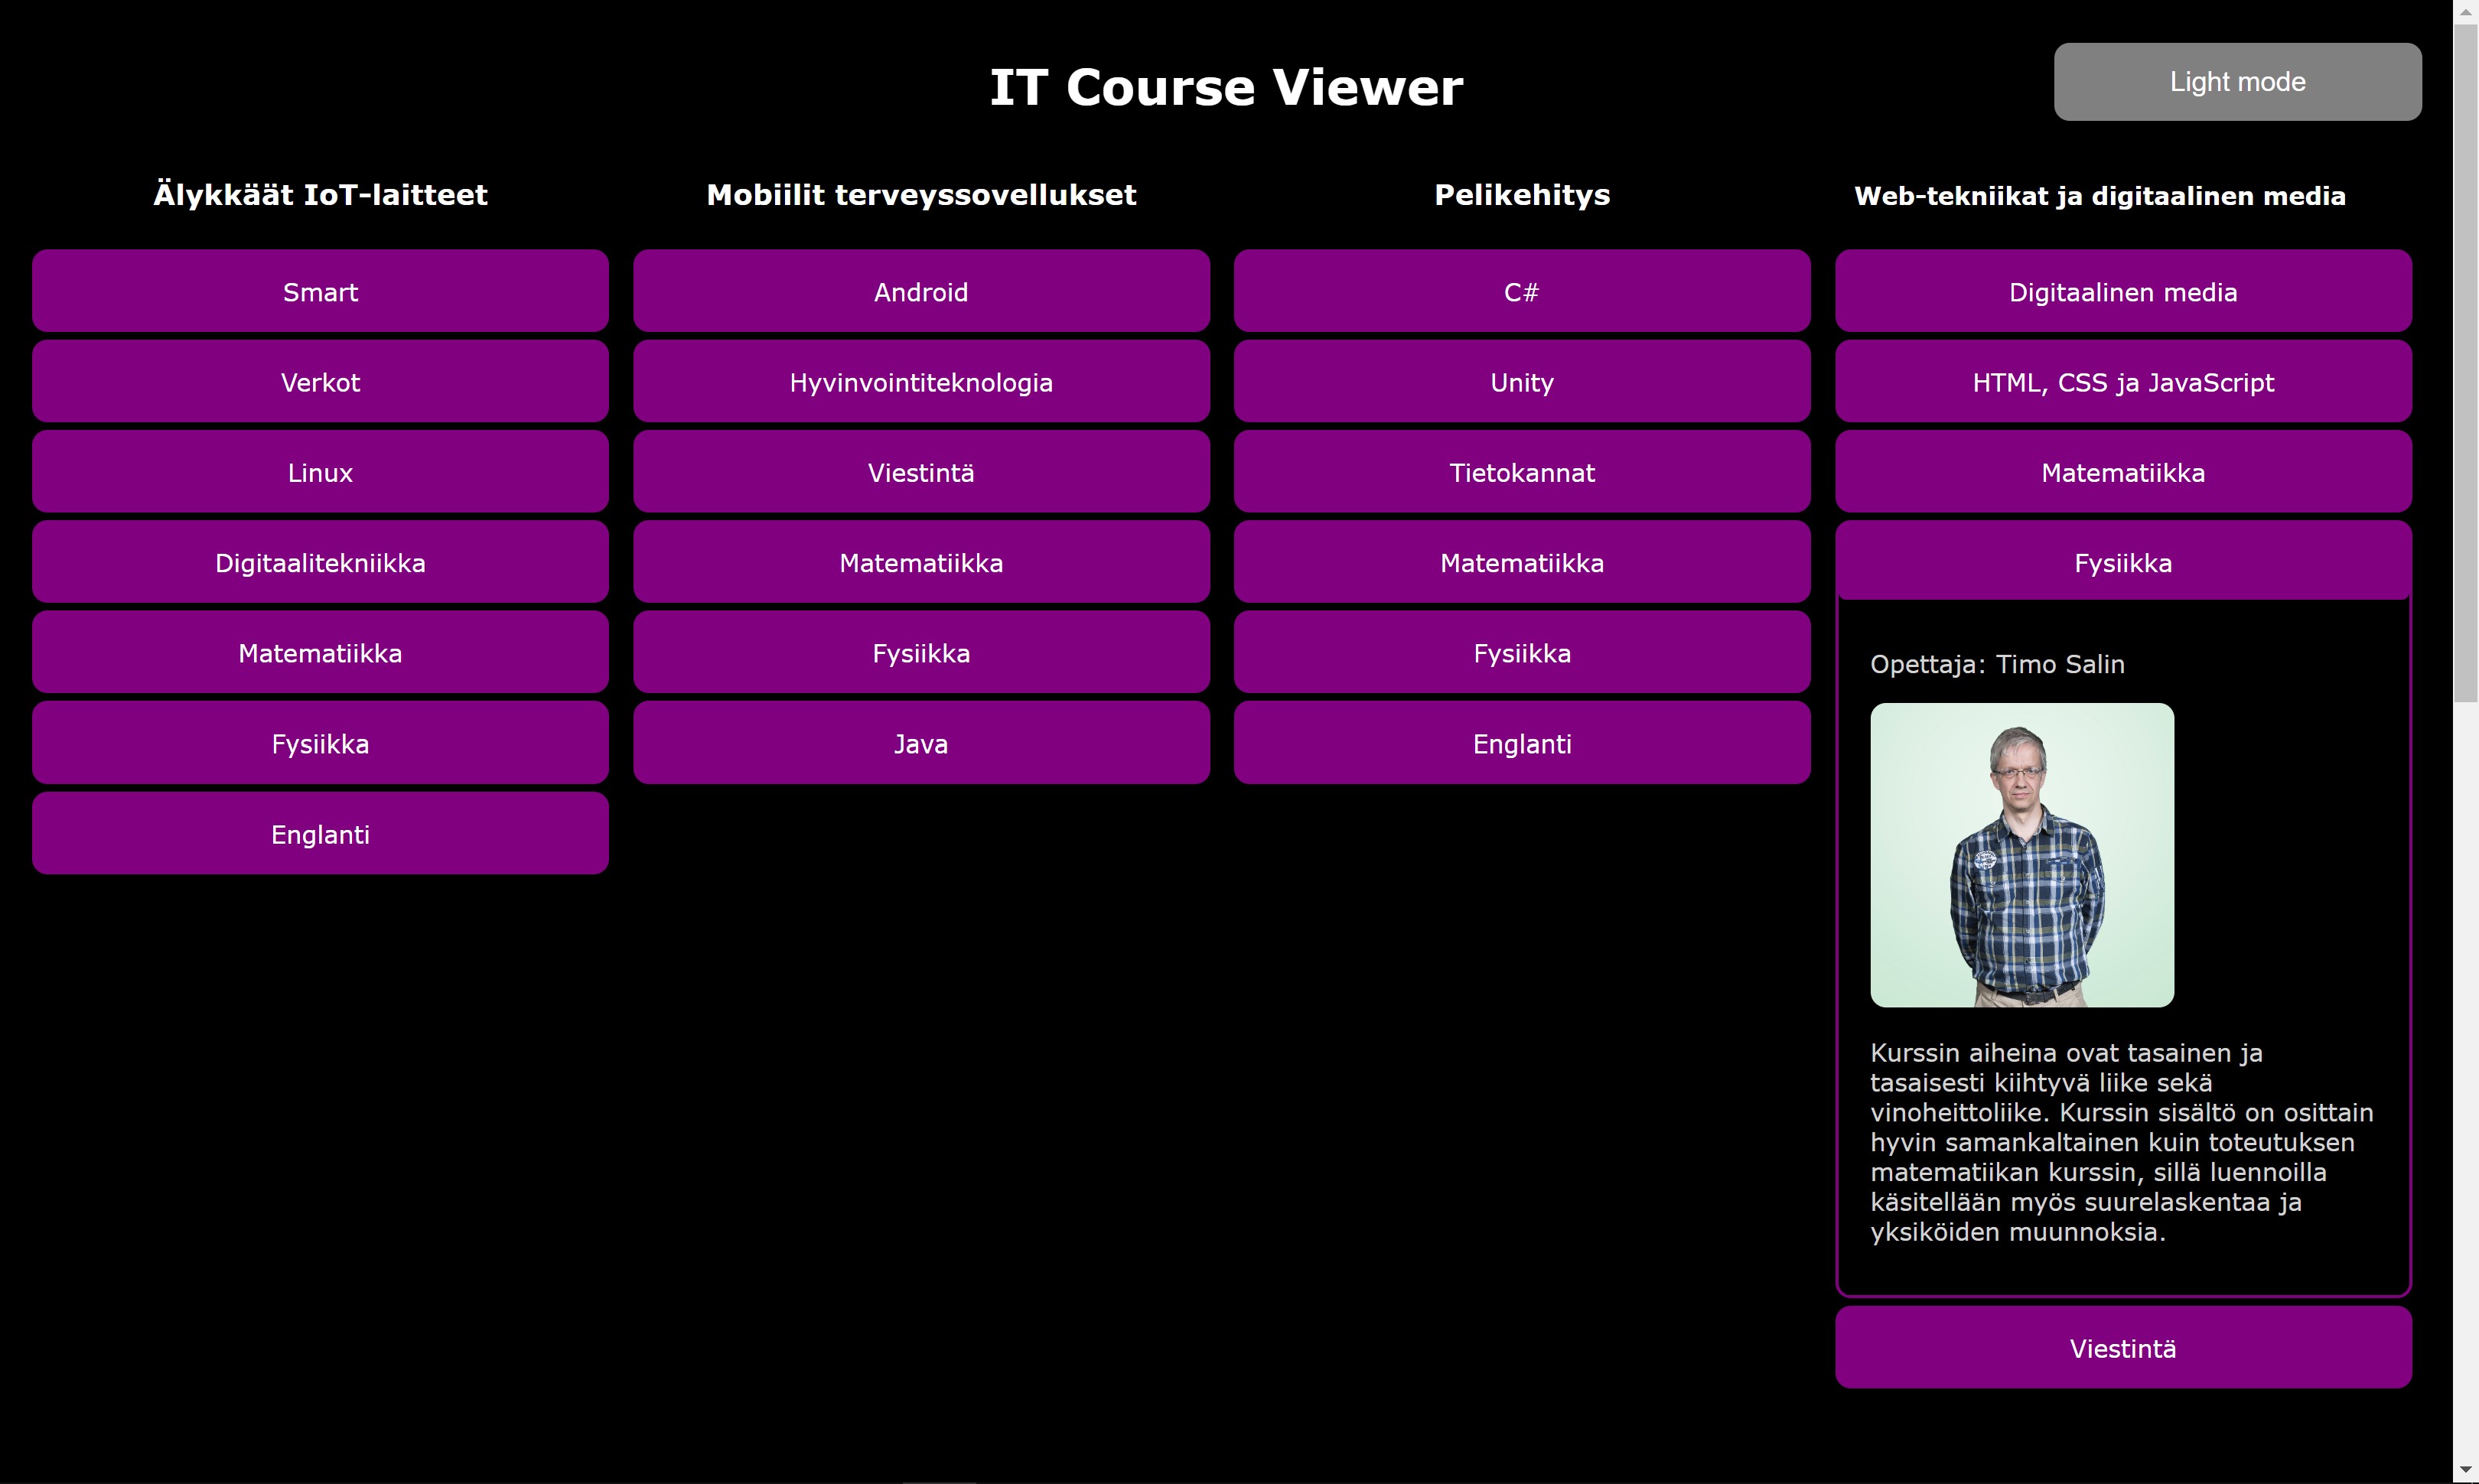 IT Course Viewer
Light mode
Älykkäät IoT-laitteet
Smart
Verkot
Linux
Digitaalitekniikka
Matematiikka
Fysiikka
Englanti
Mobiilit terveyssovellukset
Android
Hyvinvointiteknologia
Viestintä
Matematiikka
Fysiikka
Java
Pelikehitys
C#
Unity
Tietokannat
Matematiikka
Fysiikka
Englanti
Web-tekniikat ja digitaalinen media
Digitaalinen media
HTML, CSS ja JavaScript
Matematiikka
Fysiikka
Opettaja: Timo Salin
Kurssin aiheina ovat tasainen ja
tasaisesti kiihtyvä liike sekä
vinoheittoliike. Kurssin sisältö on osittain
hyvin samankaltainen kuin toteutuksen
matematiikan kurssin, sillä luennoilla
käsitellään myös suurelaskentaa ja
yksiköiden muunnoksia.
Viestintä